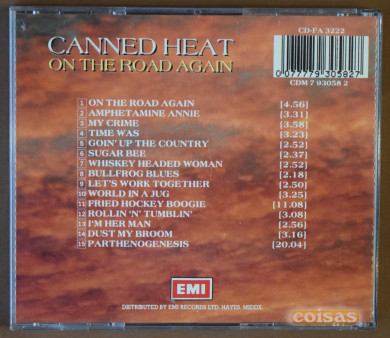 CD-FA 3222
CANNED HEAT
ON THE ROAD AGAIN
0 077779 305827
CDM 7 93058 2
1 ON THE ROAD AGAIN [4.56]
2 AMPHETAMINE ANNIE [3.31]
3 MY CRIME [3.58]
4 TIME WAS [3.23]
5 GOIN' UP THE COUNTRY [2.52]
6 SUGAR BEE [2.37]
7 WHISKEY HEADED WOMAN [2.52]
8 BULLFROG BLUES [2.18]
9 LET'S WORK TOGETHER [2.50]
10 WORLD IN A JUG [3.25]
11 FRIED HOCKEY BOOGIE [11.08]
12 ROLLIN 'N' TUMBLIN' [3.08]
13 I'M HER MAN [2.56]
14 DUST MY BROOM [3.16]
15 PARTHENOGENESIS [20.04]
EMI
DISTRIBUTED BY EMI RECORDS LTD. HAYES. MIDDX.
coisas